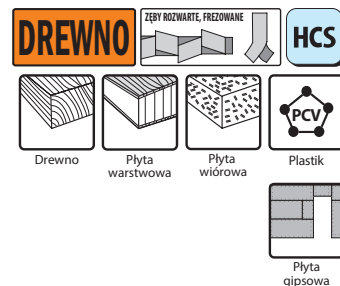 DREWNO
ZĘBY ROZWARTE, FREZOWANE
HCS
PCV
Drewno
Płyta
warstwowa
Płyta
wiórowa
Plastik
Płyta
gipsowa